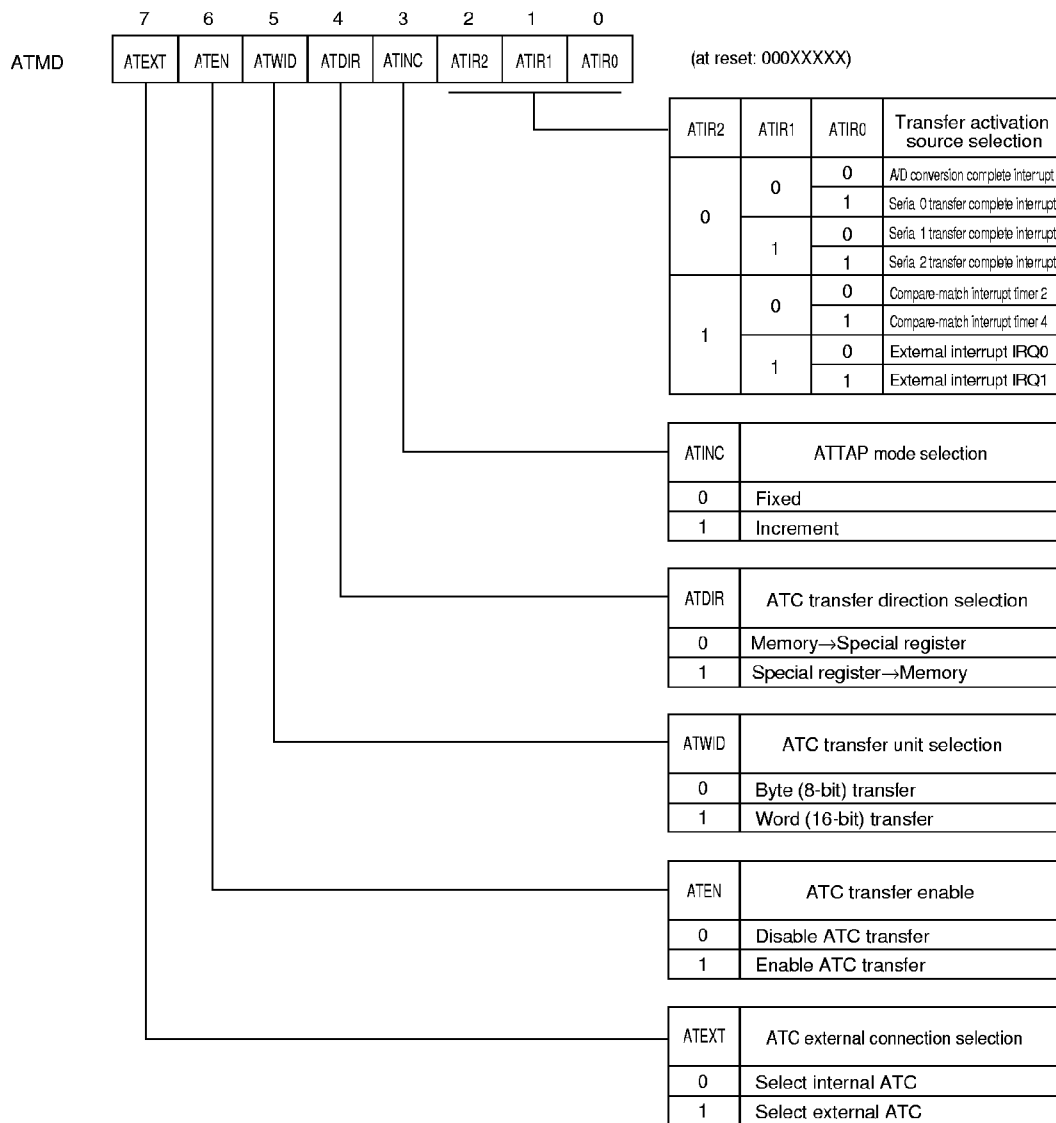 7 6 5 4 3 2 1 0
ATMD ATEXT ATEN ATWID ATDIR ATINC ATIR2 ATIR1 ATIR0 (at reset: 000XXXXX)
ATIR2 ATIR1 ATIR0 Transfer activation
source selection
0 0 0 A/D conversion complete interrupt
1 Seria. 0 transfer complete interrupt
1 0 Seria. 1 transfer complete interrupt
1 Seria. 2 transfer complete interrupt
1 0 0 Compare-match interrupt timer 2
1 Compare-match interrupt timer 4
1 0 External interrupt IRQ0
1 External interrupt IRQ1
ATINC ATTAP mode selection
0 Fixed
1 Increment
ATDIR ATC transfer direction selection
0 Memory→Special register
1 Special register→Memory
ATWID ATC transfer unit selection
0 Byte (8-bit) transfer
1 Word (16-bit) transfer
ATEN ATC transfer enable
0 Disable ATC transfer
1 Enable ATC transfer
ATEXT ATC external connection selection
0 Select internal ATC
1 Select external ATC